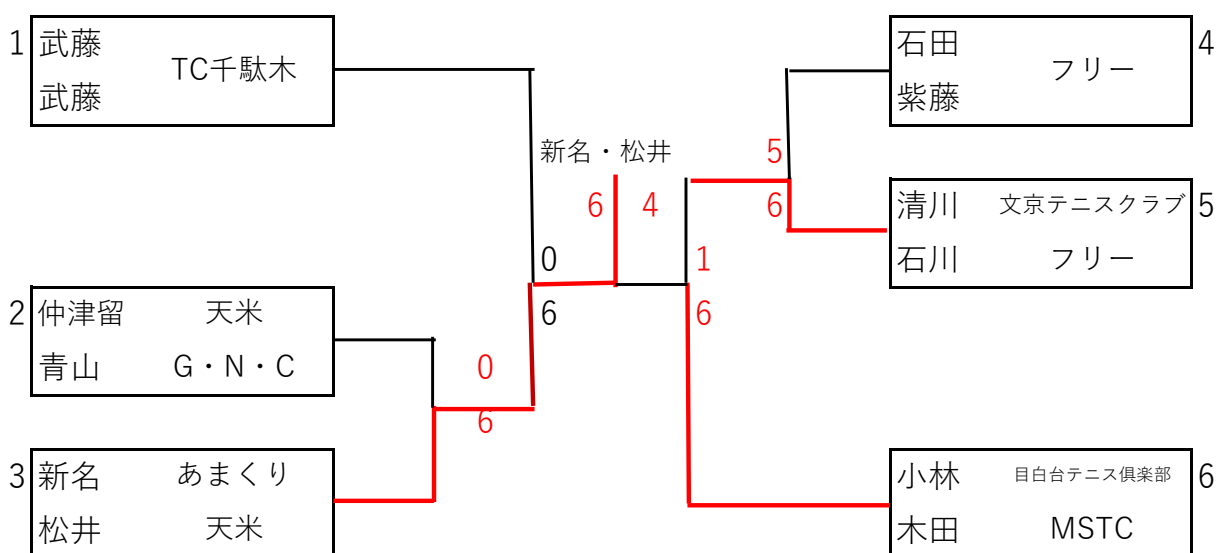 1 武藤 TC千駄木
武藤
石田 フリー 4
紫藤
新名・松井
5
6 4
6
清川 文京テニスクラブ 5
石川 フリー
0
6
1
6
2 仲津留 天米
青山 G・N・C
0
6
3 新名 あまくり
松井 天米
小林 目白台テニス倶楽部 6
木田 MSTC